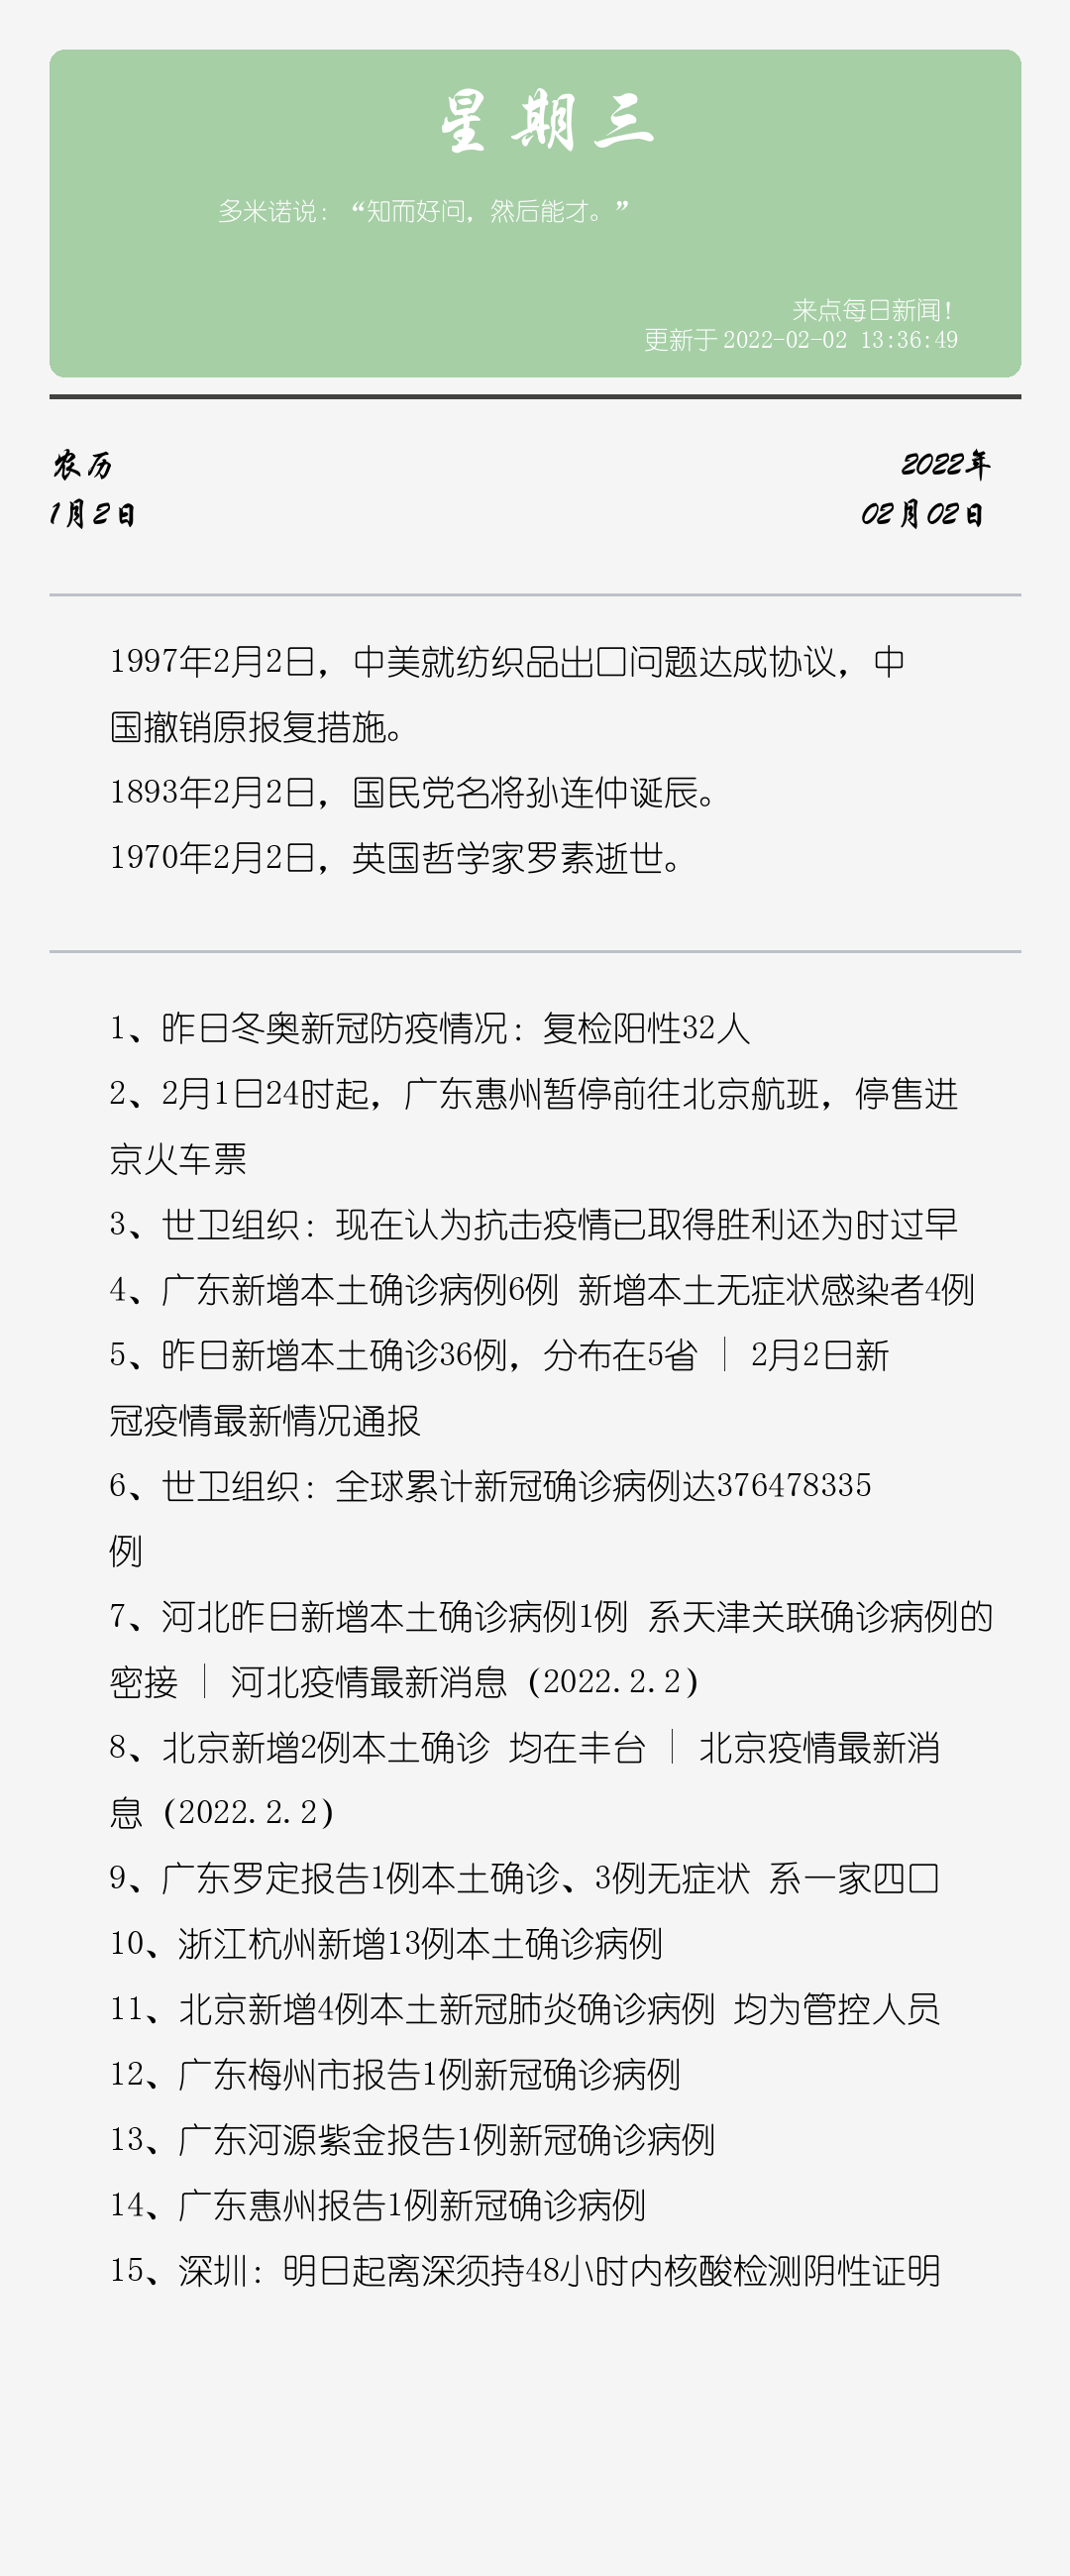 星期三
多米诺说：“知而好问，然后能才。”
来点每日新闻！
更新于 2022-02-02 13:36:49
农历
2022年
1月2日
02月02日
1997年2月2日，中美就纺织品出口问题达成协议，中
国撤销原报复措施。
1893年2月2日，国民党名将孙连仲诞辰。
1970年2月2日，英国哲学家罗素逝世。
1、昨日冬奥新冠防疫情况：复检阳性32人
2、2月1日24时起，广东惠州暂停前往北京航班，停售进
京火车票
3、世卫组织：现在认为抗击疫情已取得胜利还为时过早
4、广东新增本土确诊病例6例 新增本土无症状感染者4例
5、昨日新增本土确诊36例，分布在5省 | 2月2日新
冠疫情最新情况通报
6、世卫组织：全球累计新冠确诊病例达376478335
例
7、河北昨日新增本土确诊病例1例 系天津关联确诊病例的
密接 | 河北疫情最新消息（2022.2.2）
8、北京新增2例本土确诊 均在丰台 | 北京疫情最新消
息（2022.2.2）
9、广东罗定报告1例本土确诊、3例无症状 系一家四口
10、浙江杭州新增13例本土确诊病例
11、北京新增4例本土新冠肺炎确诊病例 均为管控人员
12、广东梅州市报告1例新冠确诊病例
13、广东河源紫金报告1例新冠确诊病例
14、广东惠州报告1例新冠确诊病例
15、深圳：明日起离深须持48小时内核酸检测阴性证明